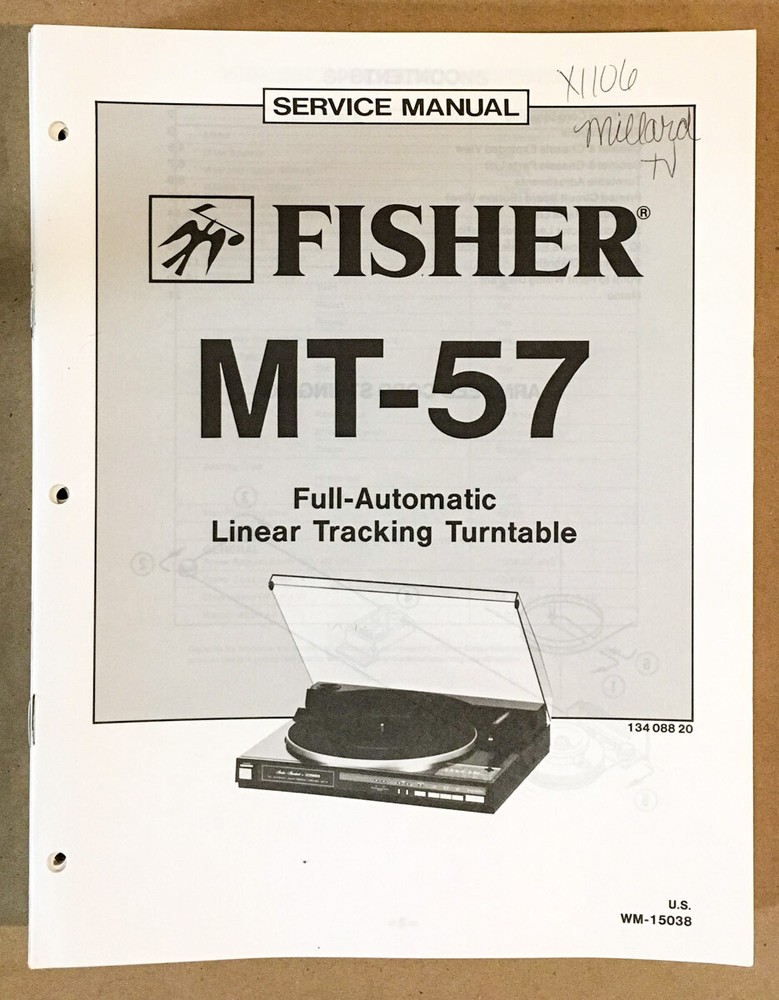 X1106
SERVICE MANUAL
Millard
TV
FISHER®
MT-57
Full-Automatic
Linear Tracking Turntable
134 088 20
U.S.
WM-15038